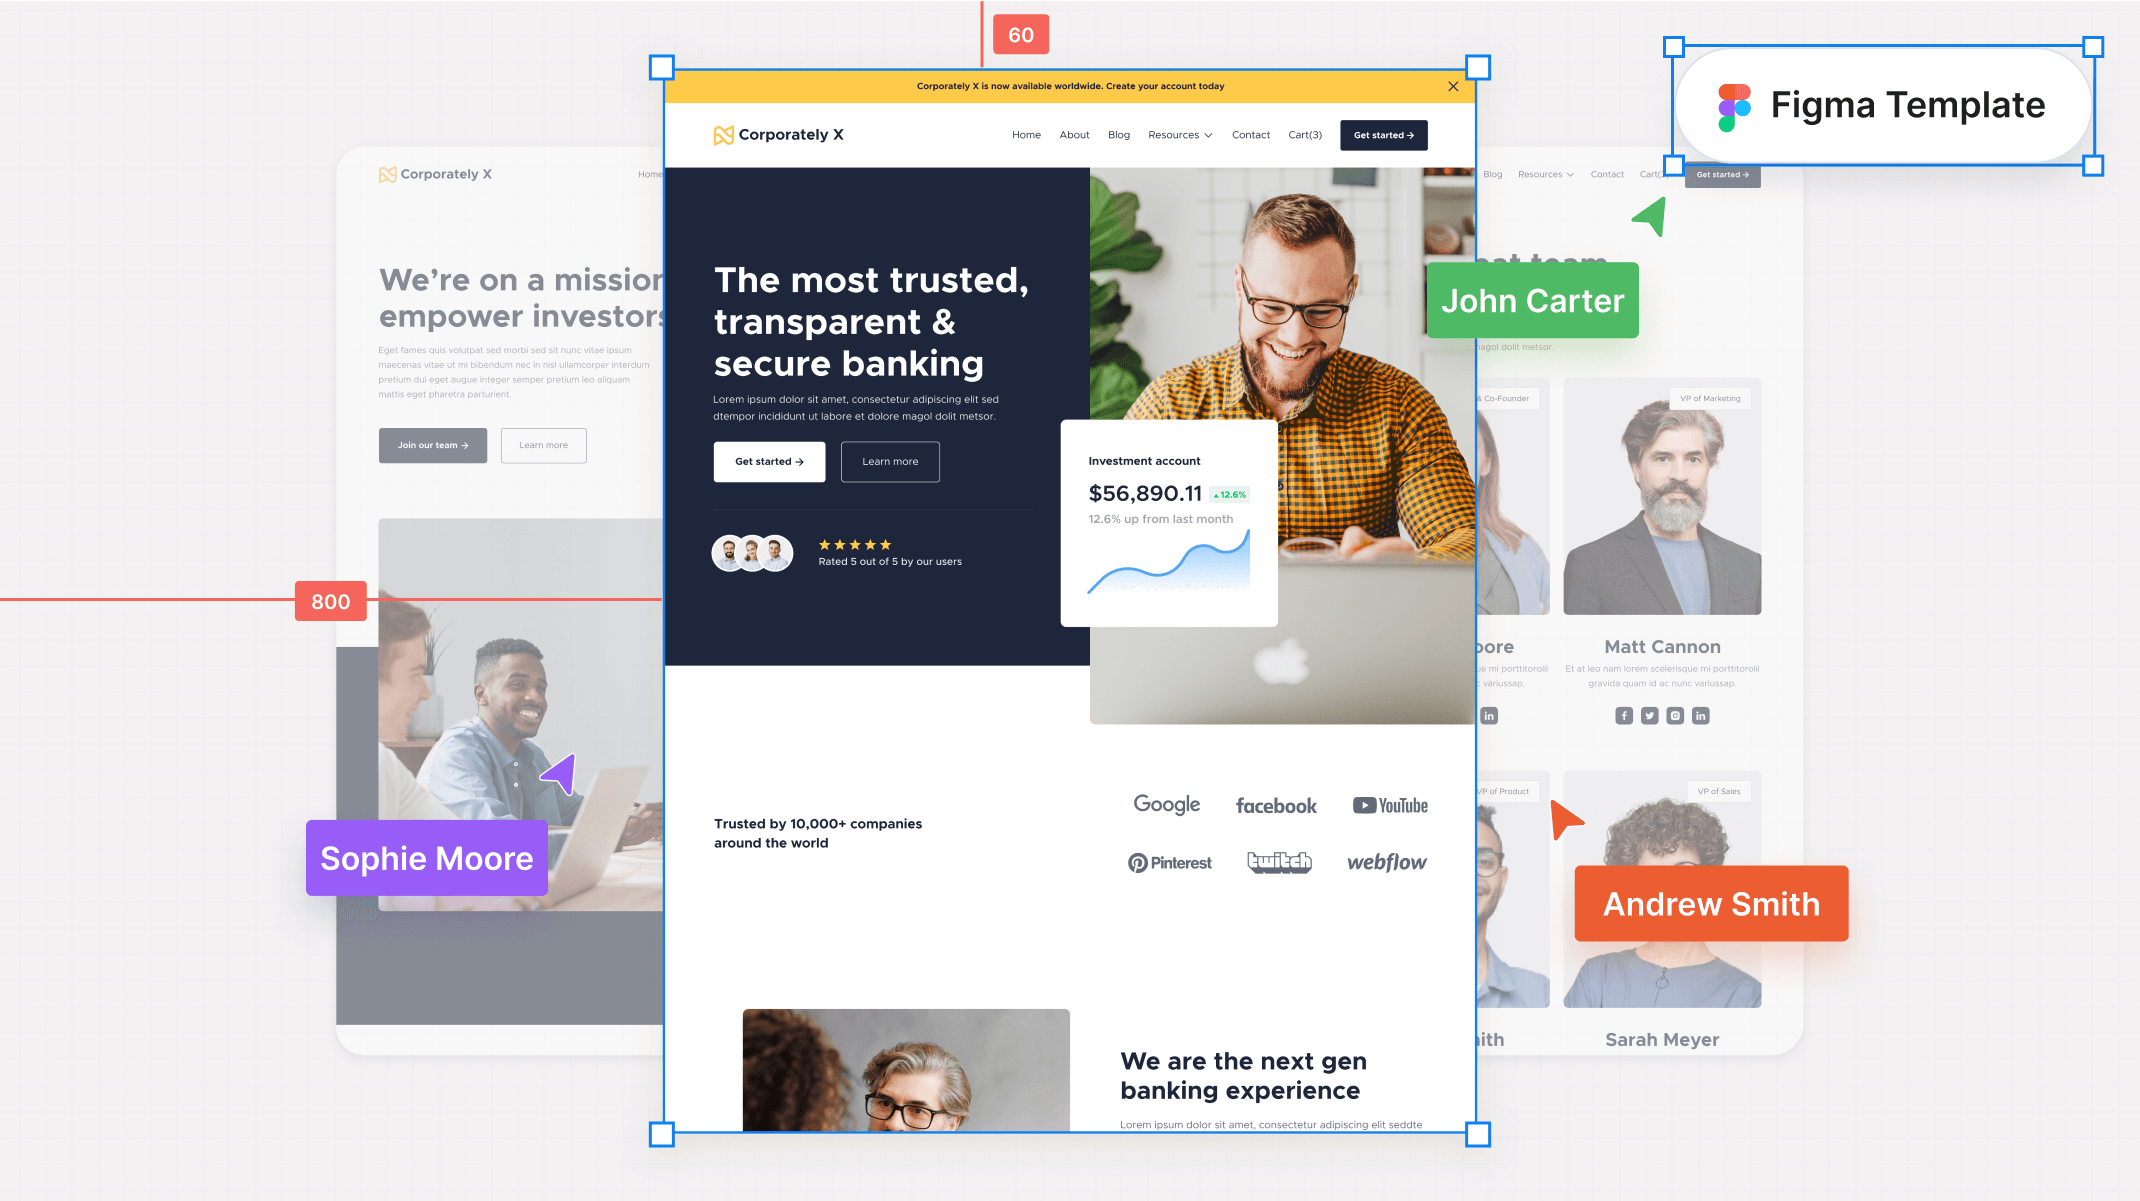 60
Figma Template
Corporately X is now available worldwide. Create your account today
Corporately X
Home
About
Blog
Resources
Contact
Cart(3)
Get started →
The most trusted,
transparent &
secure banking
Lorem ipsum dolor sit amet, consectetur adipiscing elit sed
dtempor incididunt ut labore et dolore magol dolit metsor.
Get started →
Learn more
Rated 5 out of 5 by our users
Investment account
$56,890.11
12.6%
12.6% up from last month
Trusted by 10,000+ companies
around the world
Google
facebook
YouTube
Pinterest
twitch
webflow
We are the next gen
banking experience
Lorem ipsum dolor sit amet, consectetur adipiscing elit seddte
Corporately X
Home
We're on a mission
empower investors
Eget fames quis volutpat sed morbi sed sit nunc vitae ipsum
maecenas vitae ut mi bibendum nec in nisl ullamcorper interdum
pretium dui eget augue integer semper pretium leo aliquam
mattis eget pharetra parturient.
Join our team →
Learn more
800
Sophie Moore
Blog
Resources
Contact
Get started →
team
John Carter
magol dolit metsor.
& Co-Founder
VP of Marketing
oore
Matt Cannon
ue mi porttitorolil
variussap.
Et at leo nam lorem scelerisque mi porttitorolil
gravida quam id ac nunc variussap.
in
f
in
VP of Product
VP of Sales
Andrew Smith
ith
Sarah Meyer